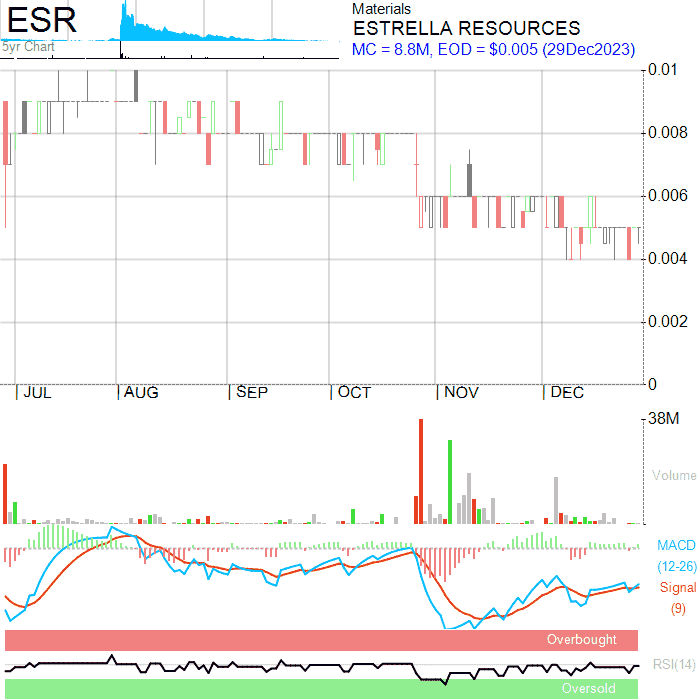 ESR
5yr Chart
Materials
ESTRELLA RESOURCES
MC = 8.8M, EOD = $0.005 (29Dec2023)
0.01
0.008
0.006
0.004
0.002
0
JUL AUG SEP OCT NOV DEC
38M
Volume
MACD
(12-26)
Signal
(9)
Overbought
RSI(14)
Oversold